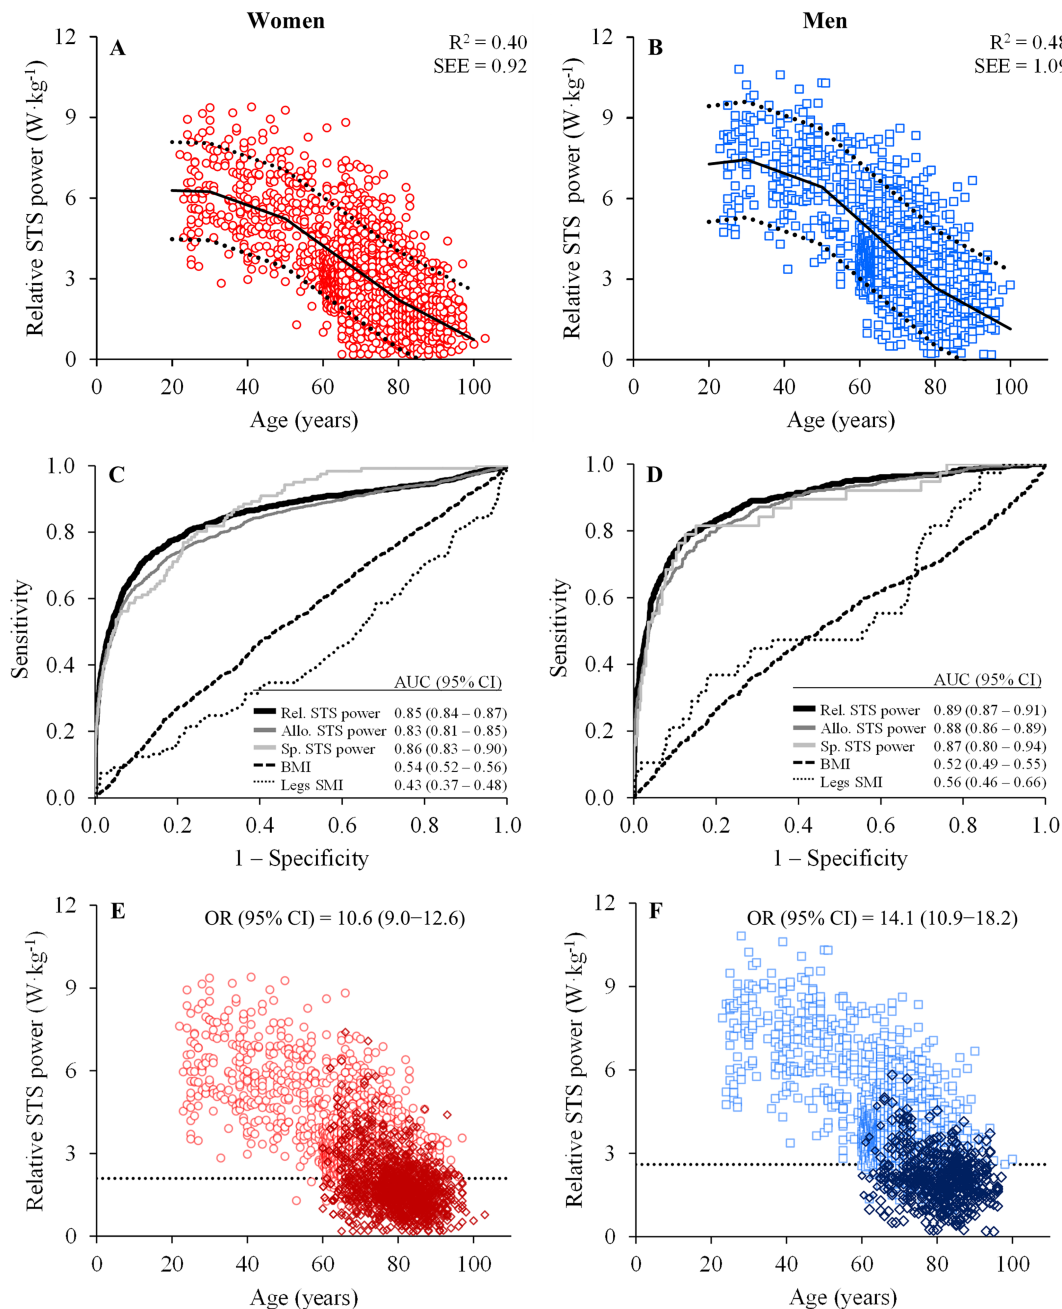 Women
Men
A
R² = 0.40
SEE = 0.92
12
9
6
3
0
Relative STS power (W·kg⁻¹)
0 20 40 60 80 100
Age (years)
B
R² = 0.48
SEE = 1.09
12
9
6
3
0
Relative STS power (W·kg⁻¹)
0 20 40 60 80 100
Age (years)
C
1.0
0.8
0.6
0.4
0.2
0.0
Sensitivity
AUC (95% CI)
Rel. STS power 0.85 (0.84 – 0.87)
Allo. STS power 0.83 (0.81 – 0.85)
Sp. STS power 0.86 (0.83 – 0.90)
BMI 0.54 (0.52 – 0.56)
Legs SMI 0.43 (0.37 – 0.48)
0.0 0.2 0.4 0.6 0.8 1.0
1 – Specificity
D
1.0
0.8
0.6
0.4
0.2
0.0
Sensitivity
AUC (95% CI)
Rel. STS power 0.89 (0.87 – 0.91)
Allo. STS power 0.88 (0.86 – 0.89)
Sp. STS power 0.87 (0.80 – 0.94)
BMI 0.52 (0.49 – 0.55)
Legs SMI 0.56 (0.46 – 0.66)
0.0 0.2 0.4 0.6 0.8 1.0
1 – Specificity
E
OR (95% CI) = 10.6 (9.0−12.6)
12
9
6
3
0
Relative STS power (W·kg⁻¹)
0 20 40 60 80 100
Age (years)
F
OR (95% CI) = 14.1 (10.9−18.2)
12
9
6
3
0
Relative STS power (W·kg⁻¹)
0 20 40 60 80 100
Age (years)